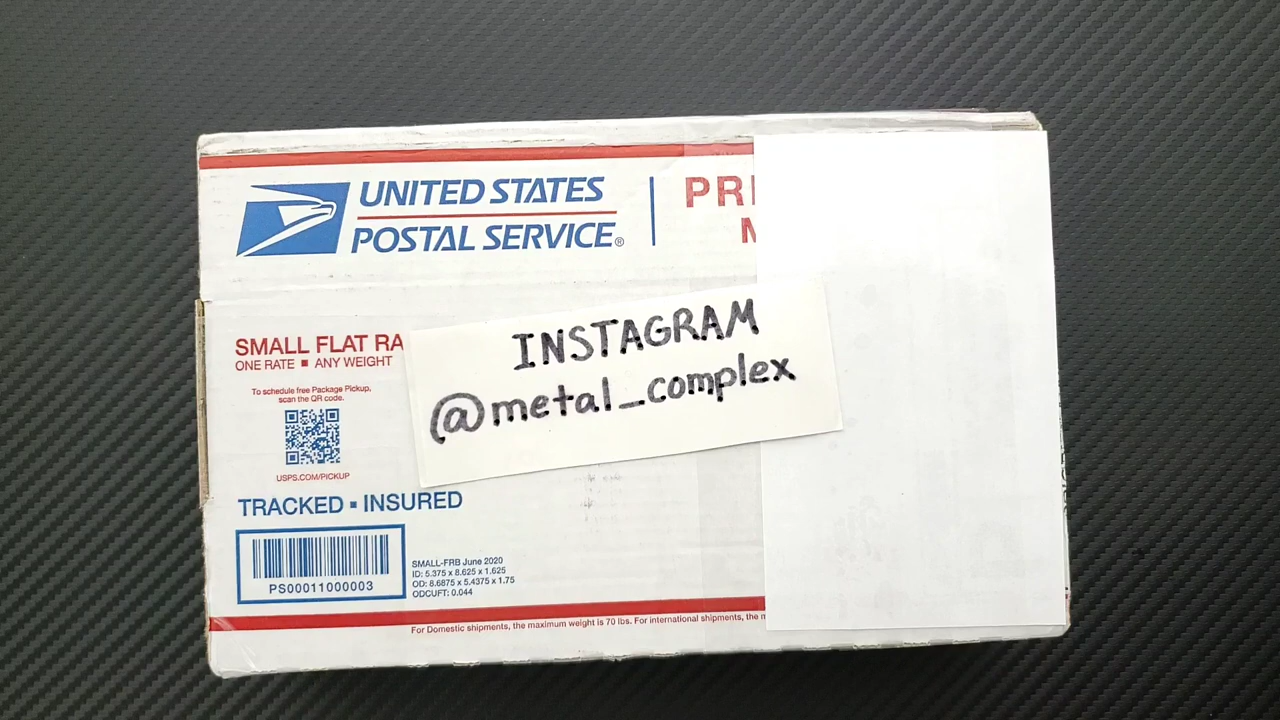 UNITED STATES
POSTAL SERVICE®
PRI
M
INSTAGRAM
@metal_complex
SMALL FLAT RA
ONE RATE ▪ ANY WEIGHT
To schedule free Package Pickup,
scan the QR code.
USPS.COM/PICKUP
TRACKED ▪ INSURED
PS00011000003
SMALL-FRB June 2020
ID: 5.375 x 8.625 x 1.625
OD: 8.6875 x 5.4375 x 1.75
ODCUFT: 0.044
For Domestic shipments, the maximum weight is 70 lbs. For international shipments, the m